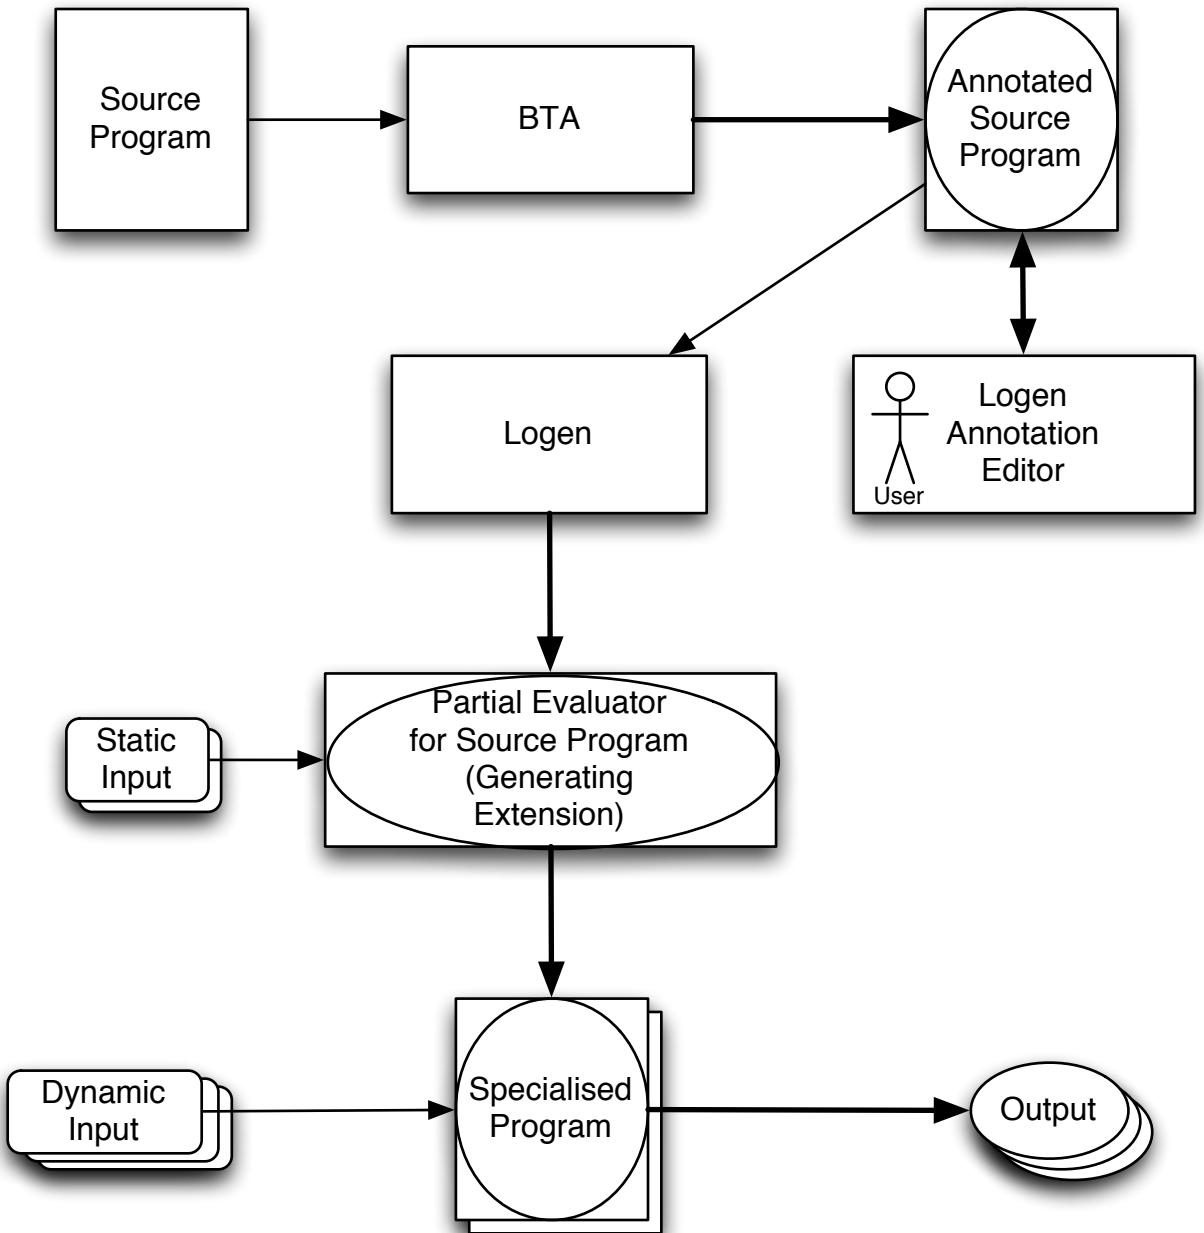 Source
Program
BTA
Annotated
Source
Program
Logen
User
Logen
Annotation
Editor
Static
Input
Partial Evaluator
for Source Program
(Generating
Extension)
Dynamic
Input
Specialised
Program
Output